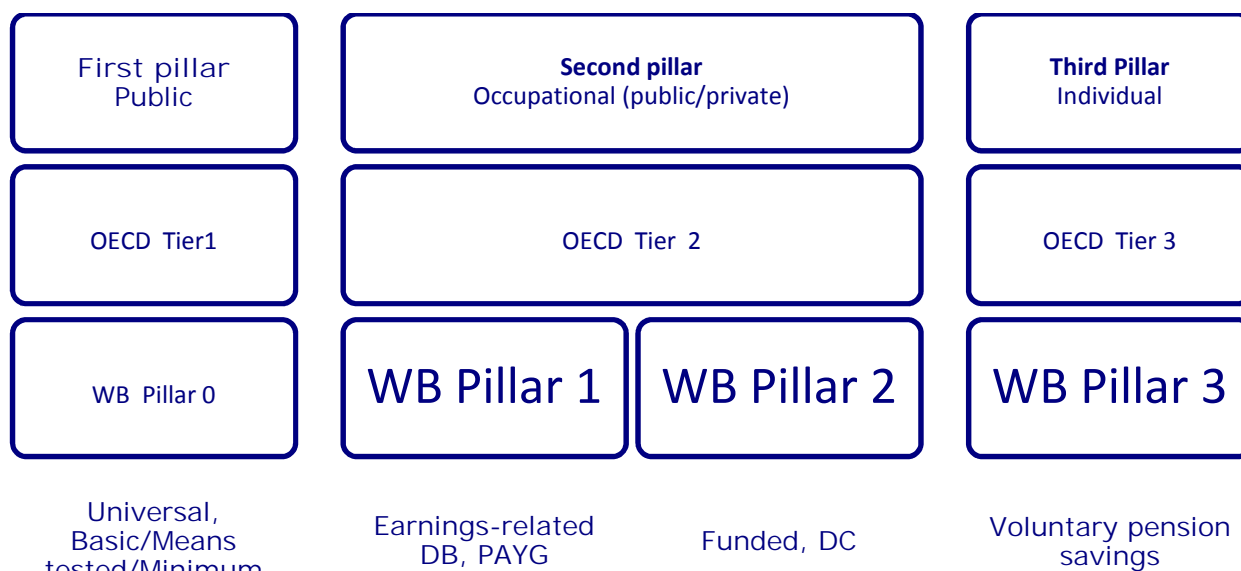 First pillar
Public
Second pillar
Occupational (public/private)
Third Pillar
Individual
OECD Tier1
OECD Tier 2
OECD Tier 3
WB Pillar 0
WB Pillar 1
WB Pillar 2
WB Pillar 3
Universal,
Basic/Means
tested/Minimum
Earnings-related
DB, PAYG
Funded, DC
Voluntary pension
savings